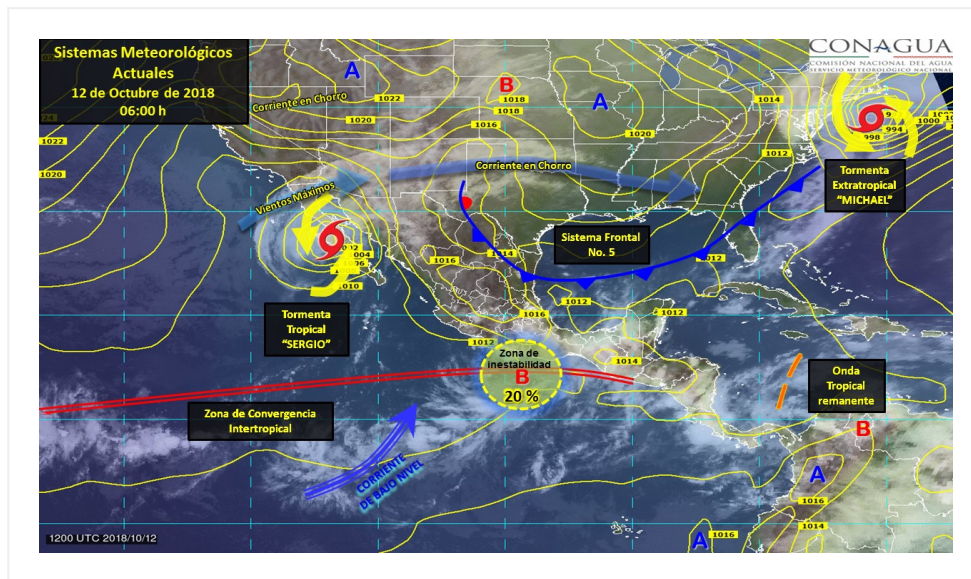 Sistemas Meteorológicos
Actuales
12 de Octubre de 2018
06:00 h
CONAGUA
COMISIÓN NACIONAL DEL AGUA
SERVICIO METEOROLÓGICO NACIONAL
A
B
A
1022
1018
1018
1014
Corriente en Chorro
1020
1016
1020
1000
994
998
1022
1012
1020
Corriente en Chorro
Vientos Máximos
Tormenta
Extratropical
"MICHAEL"
Sistema Frontal
No. 5
1004
1016
1014
1012
1010
1012
1012
1016
Tormenta
Tropical
"SERGIO"
1012
Zona de
inestabilidad
B
20 %
1014
Onda
Tropical
remanente
Zona de Convergencia
Intertropical
B
CORRIENTE
DE BAJO NIVEL
A
1016
1014
A
1016
1200 UTC 2018/10/12